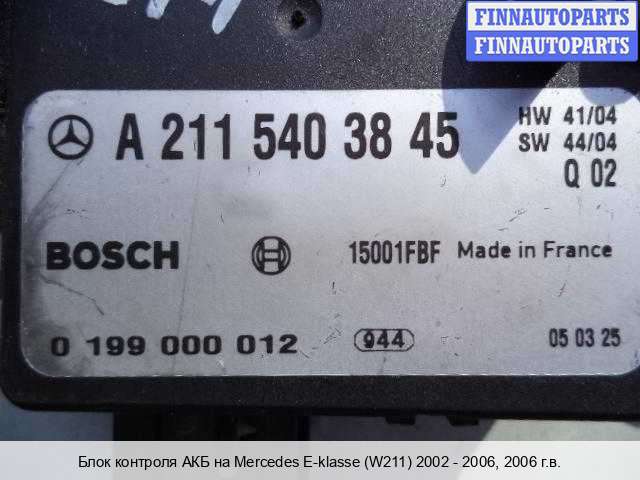 FINNAUTOPARTS
FINNAUTOPARTS
A 211 540 38 45
HW 41/04
SW 44/04
Q 02
BOSCH
15001FBF Made in France
0 199 000 012
944
05 03 25
Блок контроля АКБ на Mercedes E-klasse (W211) 2002 - 2006, 2006 г.в.